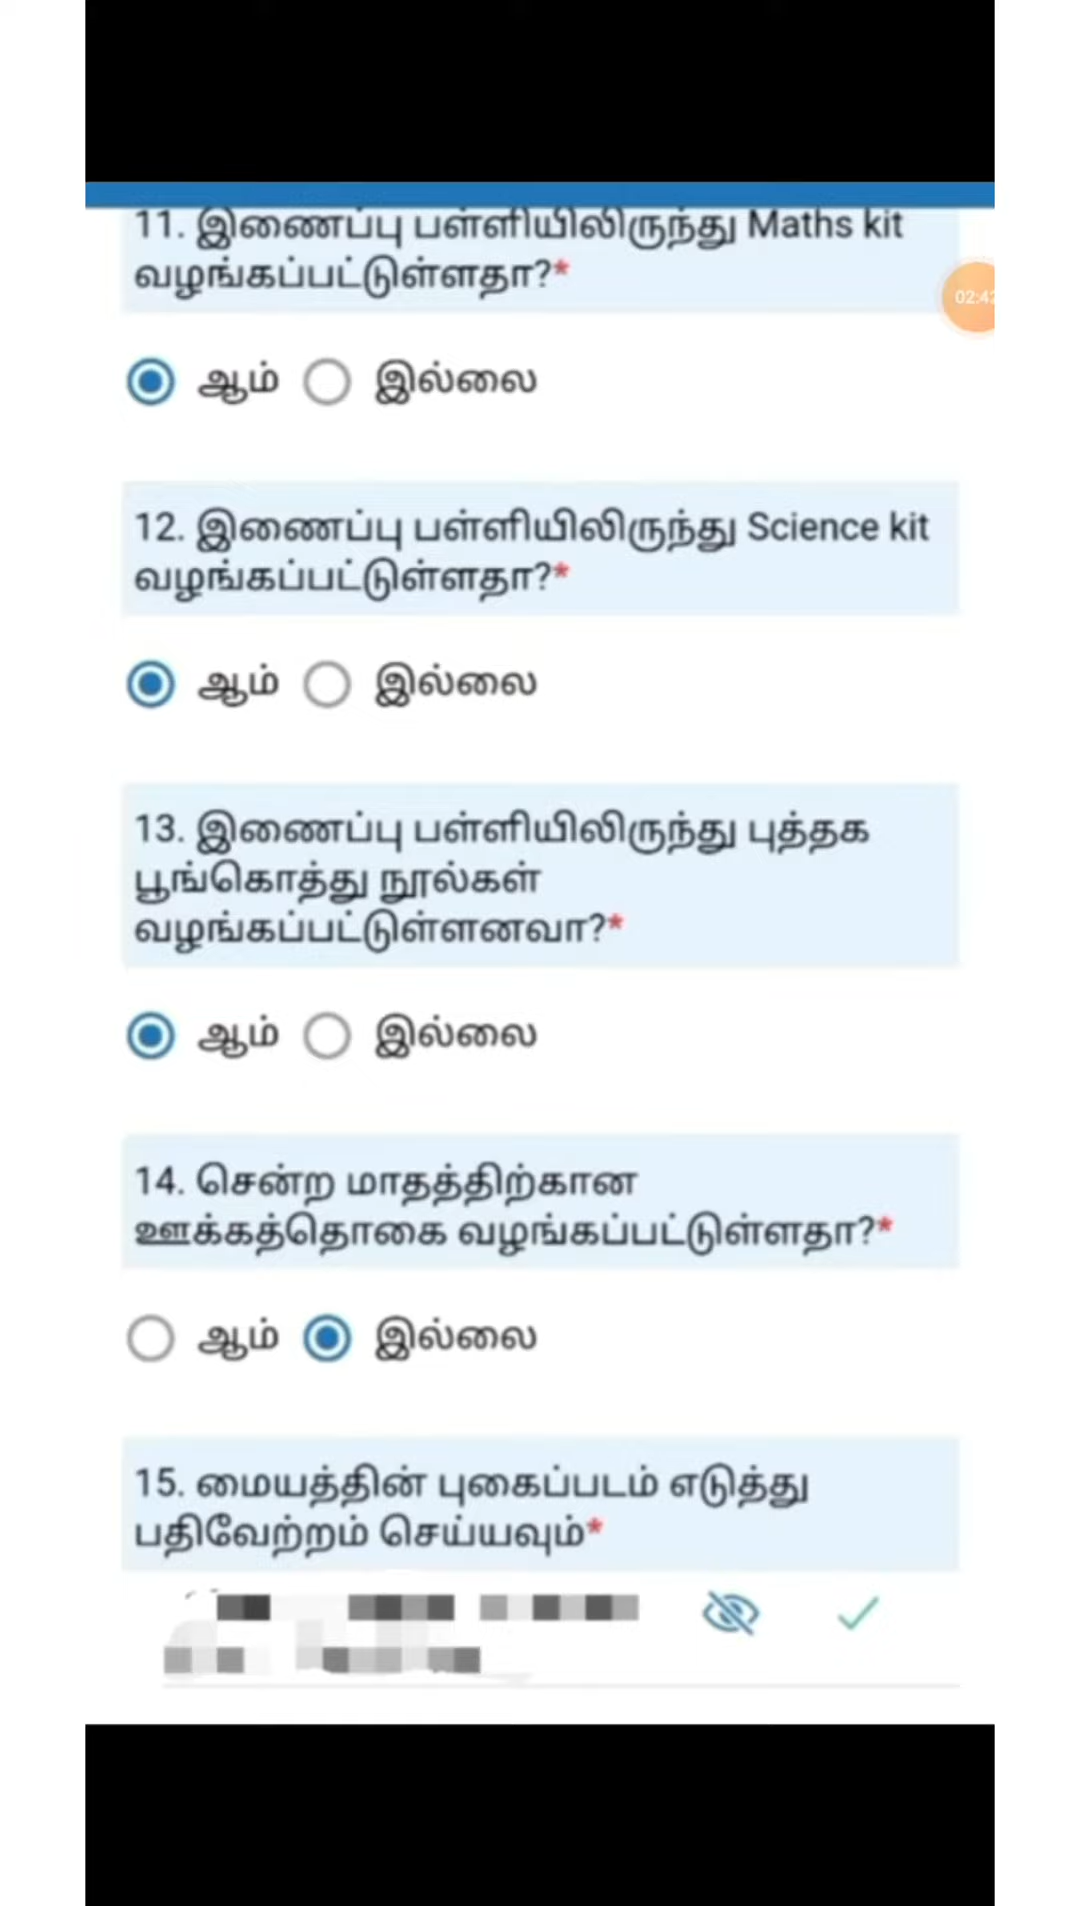 11. இணைப்பு பள்ளியிலிருந்து Maths kit
வழங்கப்பட்டுள்ளதா?*
02:42
ஆம் இல்லை
12. இணைப்பு பள்ளியிலிருந்து Science kit
வழங்கப்பட்டுள்ளதா?*
ஆம் இல்லை
13. இணைப்பு பள்ளியிலிருந்து புத்தக
பூங்கொத்து நூல்கள்
வழங்கப்பட்டுள்ளனவா?*
ஆம் இல்லை
14. சென்ற மாதத்திற்கான
ஊக்கத்தொகை வழங்கப்பட்டுள்ளதா?*
ஆம் இல்லை
15. மையத்தின் புகைப்படம் எடுத்து
பதிவேற்றம் செய்யவும்*